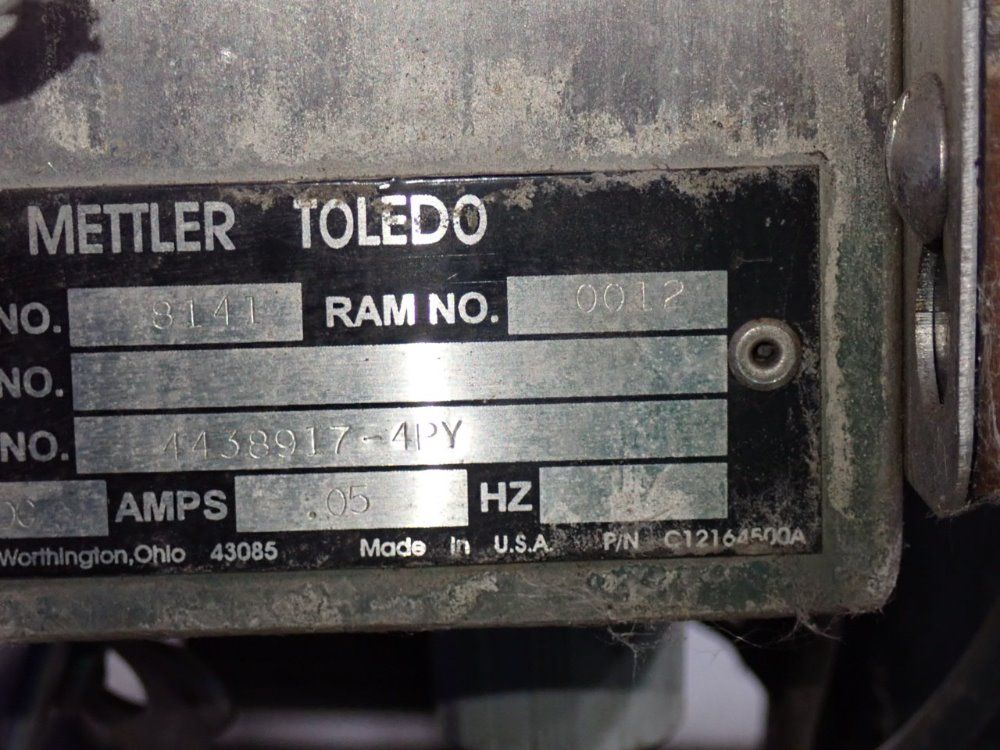 METTLER TOLEDO
NO. 8141 RAM NO. 0012
NO.
NO. 4438917-4PY
AMPS .05 HZ
Worthington,Ohio 43085 Made in U.S.A. P/N C12164500A